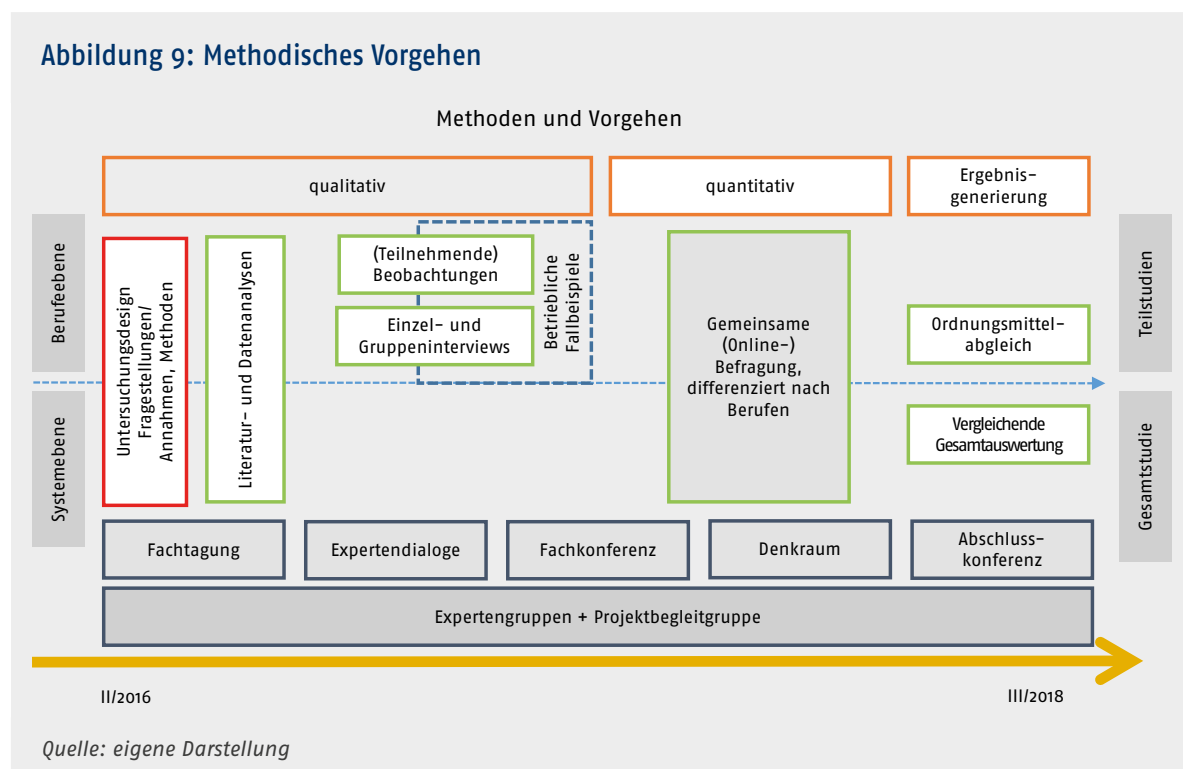 Abbildung 9: Methodisches Vorgehen
Methoden und Vorgehen
qualitativ
quantitativ
Ergebnis-
generierung
Berufeebene
Systemebene
Untersuchungsdesign
Fragestellungen/
Annahmen, Methoden
Literatur- und Datenanalysen
(Teilnehmende)
Beobachtungen
Einzel- und
Gruppeninterviews
Betriebliche
Fallbeispiele
Gemeinsame
(Online-)
Befragung,
differenziert nach
Berufen
Ordnungsmittel-
abgleich
Vergleichende
Gesamtauswertung
Teilstudien
Gesamtstudie
Fachtagung
Expertendialoge
Fachkonferenz
Denkraum
Abschluss-
konferenz
Expertengruppen + Projektbegleitgruppe
II/2016
III/2018
Quelle: eigene Darstellung